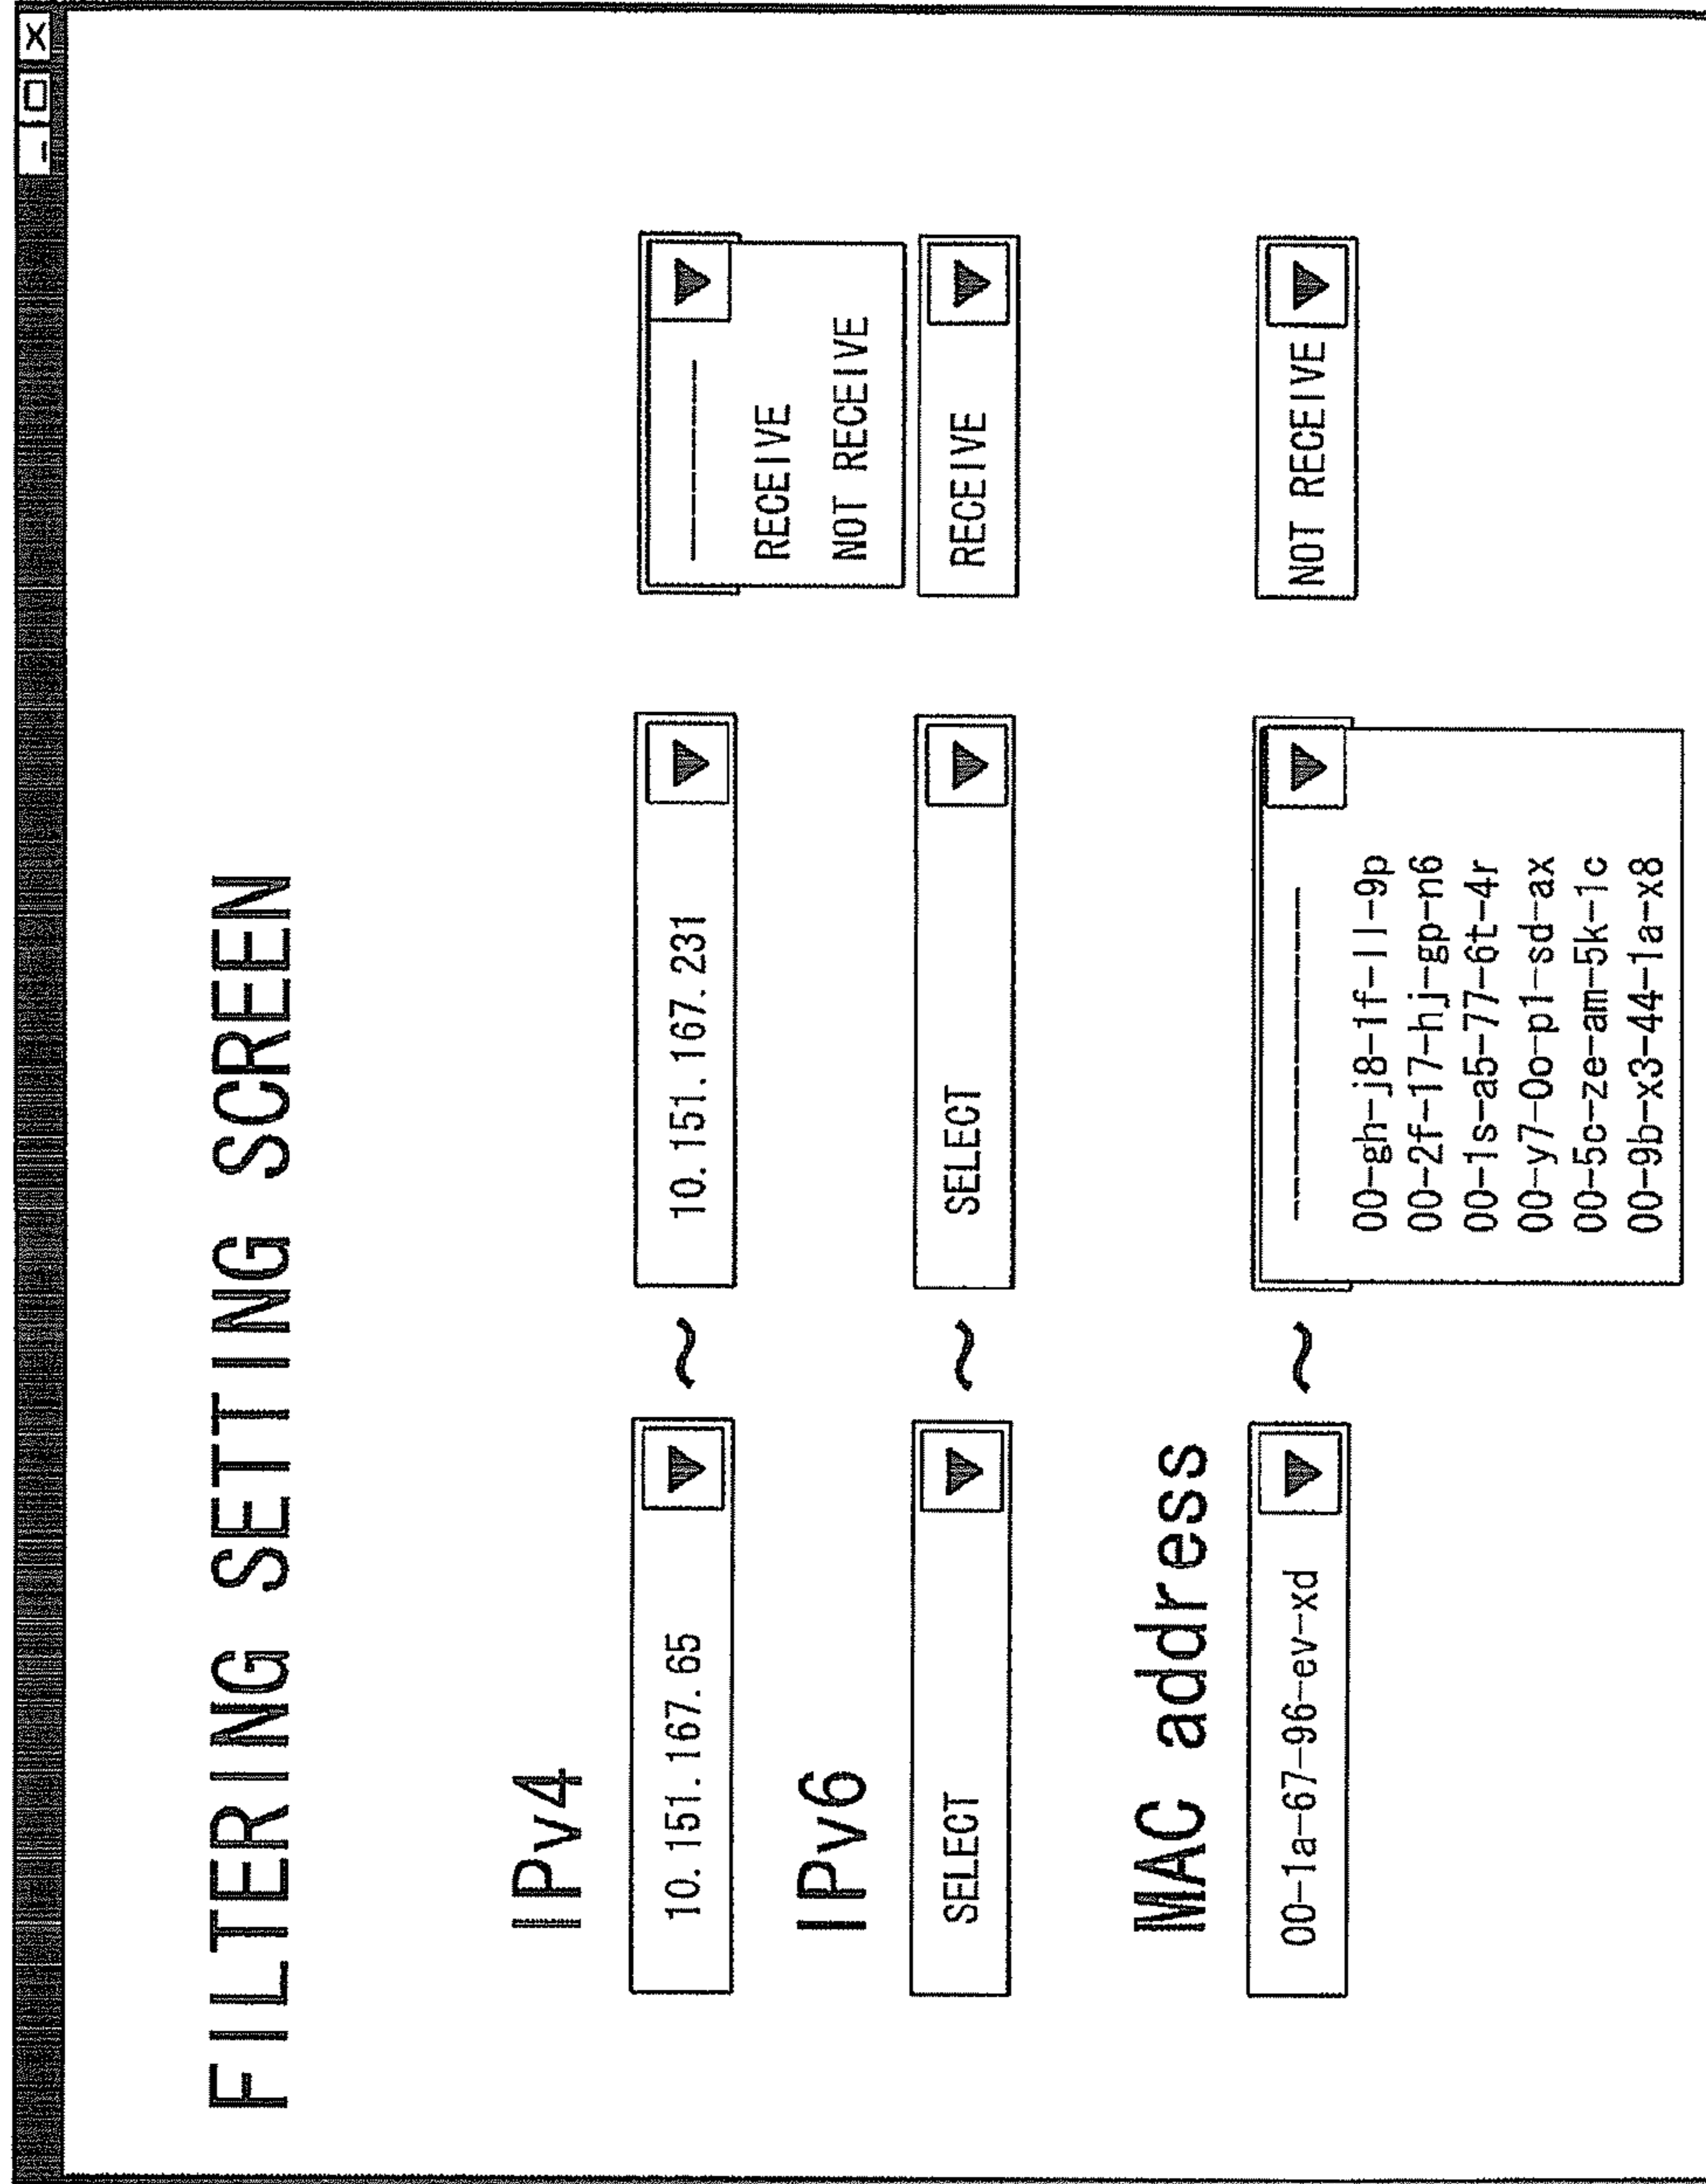 FILTERING SETTING SCREEN
IPv4
10.151.167.65 ~ 10.151.167.231 ----------
RECEIVE
NOT RECEIVE
IPv6
SELECT ~ SELECT RECEIVE
MAC address
00-1a-67-96-ev-xd ~ ---------------- NOT RECEIVE
00-gh-j8-1f-ll-9p
00-2f-17-hj-gp-n6
00-1s-a5-77-6t-4r
00-y7-0o-p1-sd-ax
00-5c-ze-am-5k-1c
00-9b-x3-44-1a-x8